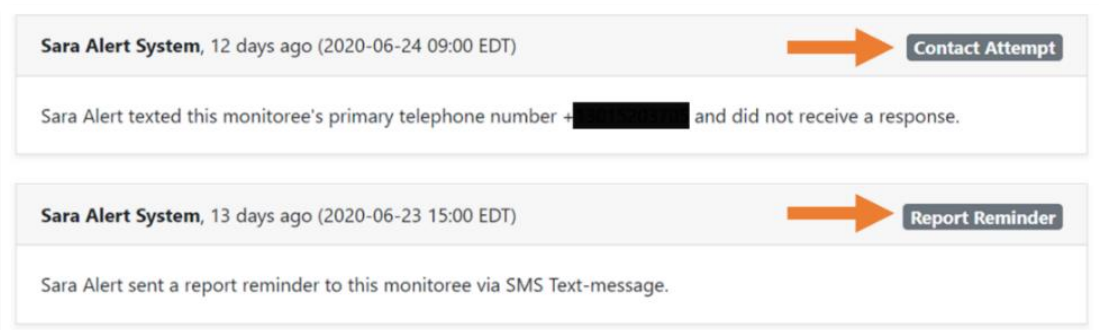 Sara Alert System, 12 days ago (2020-06-24 09:00 EDT) Contact Attempt
Sara Alert texted this monitoree's primary telephone number + and did not receive a response.
Sara Alert System, 13 days ago (2020-06-23 15:00 EDT) Report Reminder
Sara Alert sent a report reminder to this monitoree via SMS Text-message.